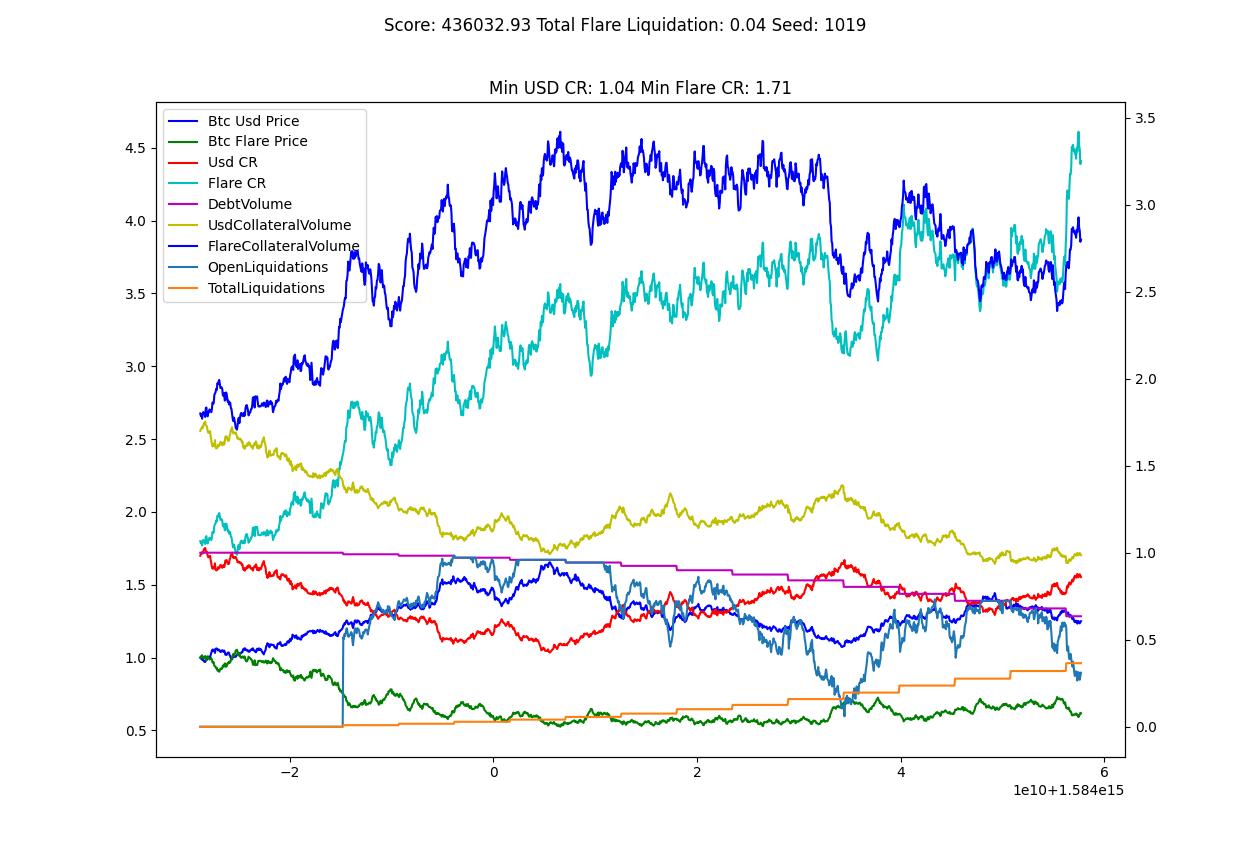 Score: 436032.93 Total Flare Liquidation: 0.04 Seed: 1019
Min USD CR: 1.04 Min Flare CR: 1.71
Btc Usd Price
Btc Flare Price
Usd CR
Flare CR
DebtVolume
UsdCollateralVolume
FlareCollateralVolume
OpenLiquidations
TotalLiquidations
4.5
4.0
3.5
3.0
2.5
2.0
1.5
1.0
0.5
3.5
3.0
2.5
2.0
1.5
1.0
0.5
0.0
−2 0 2 4 6
1e10+1.584e15